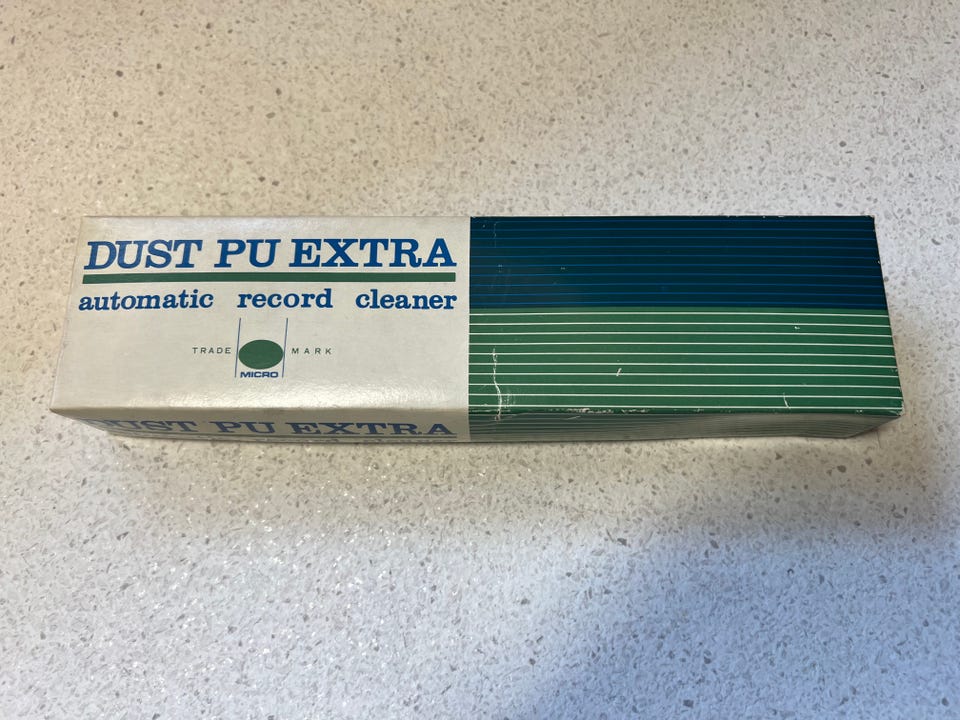 DUST PU EXTRA
automatic record cleaner
TRADE MARK
MICRO
DUST PU EXTRA